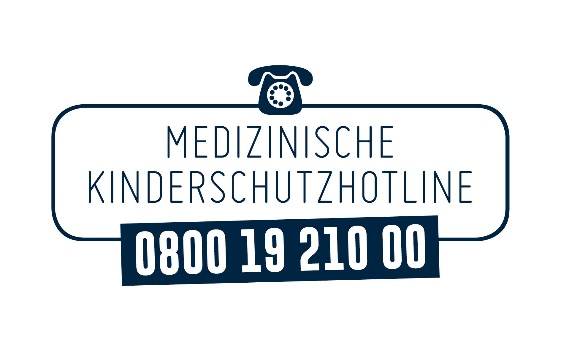 MEDIZINISCHE
KINDERSCHUTZHOTLINE
0800 19 210 00